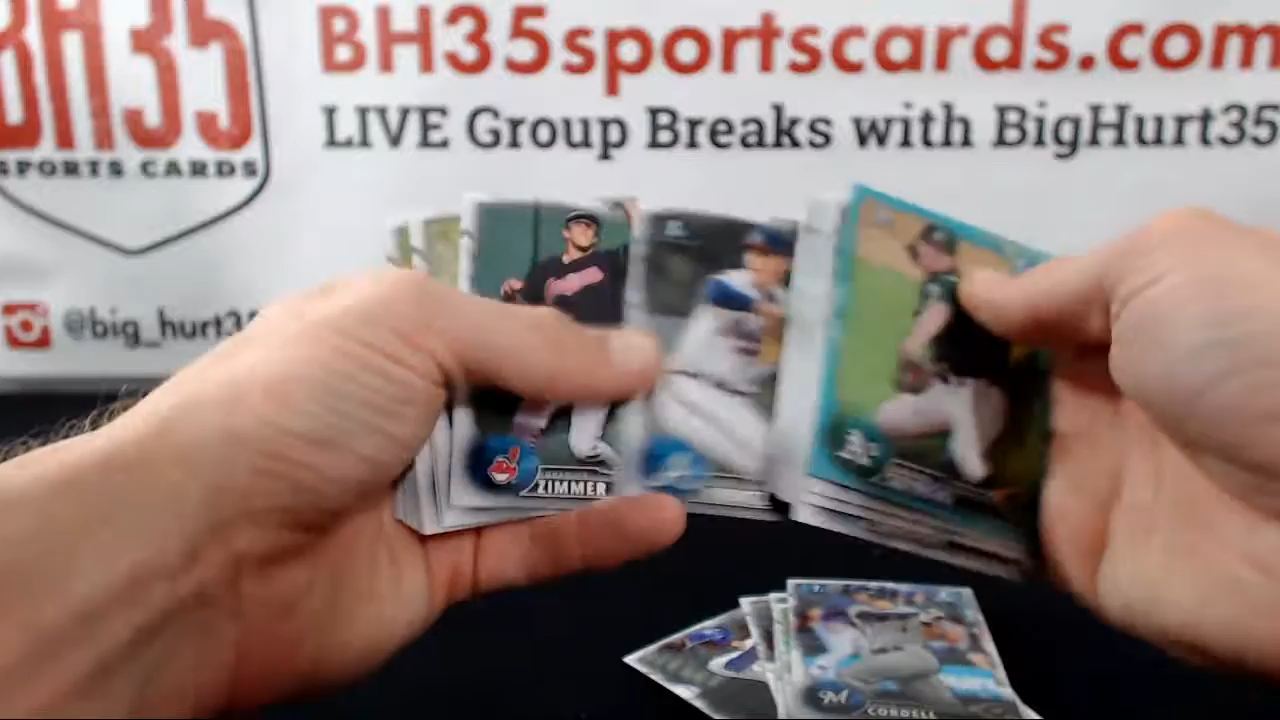 BH35
SPORTS CARDS
BH35sportscards.com
LIVE Group Breaks with BigHurt35
@big_hurt35
ZIMMER
A's
M
CORDELL